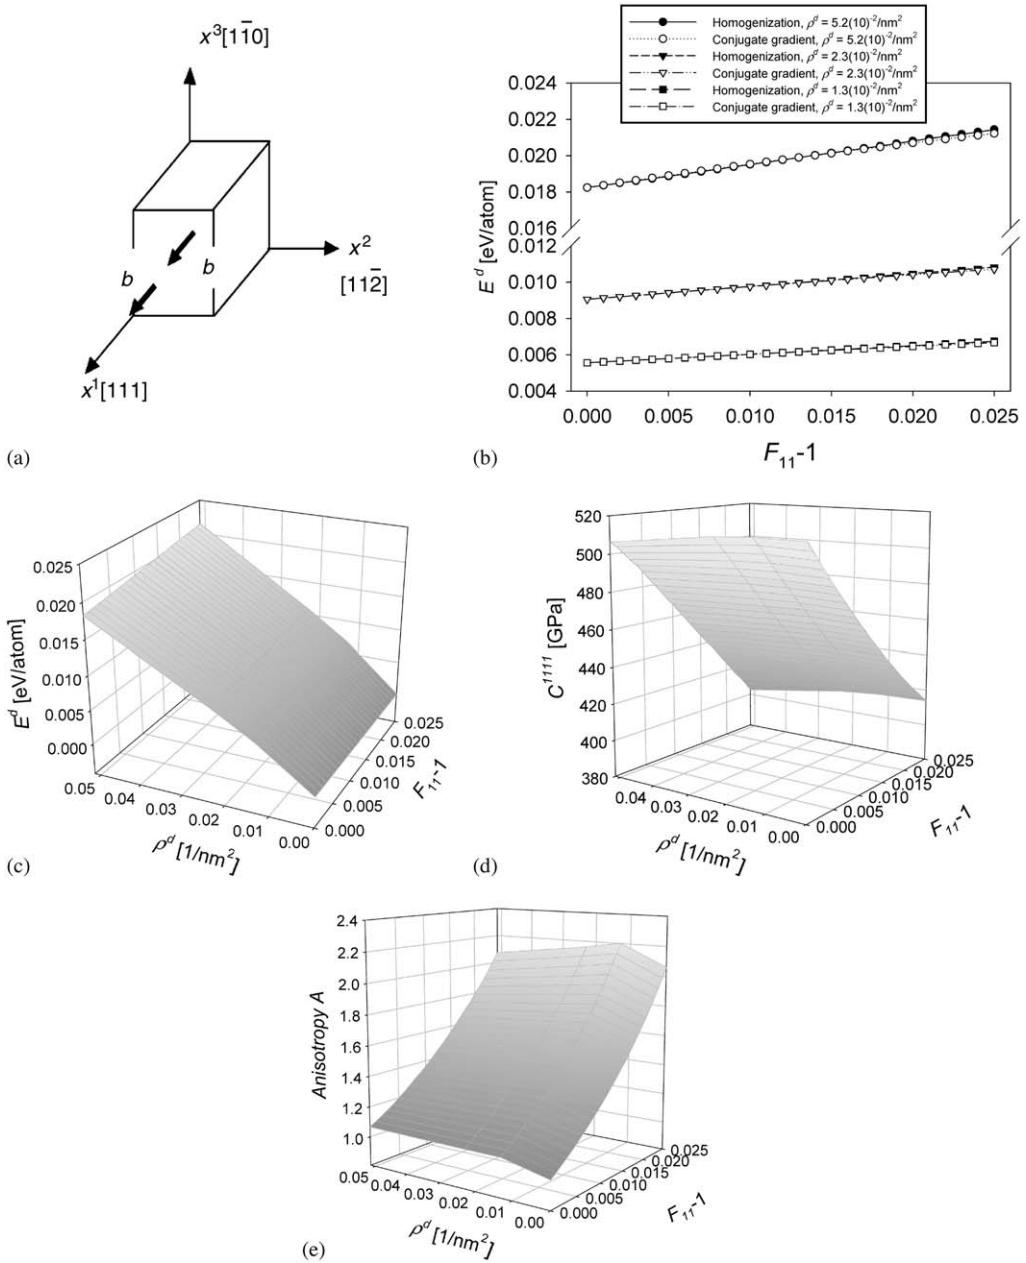 x³[11̅0]
x²
[112̅]
b
b
x¹[111]
(a)
Homogenization, ρᵈ = 5.2(10)⁻²/nm²
Conjugate gradient, ρᵈ = 5.2(10)⁻²/nm²
Homogenization, ρᵈ = 2.3(10)⁻²/nm²
Conjugate gradient, ρᵈ = 2.3(10)⁻²/nm²
Homogenization, ρᵈ = 1.3(10)⁻²/nm²
Conjugate gradient, ρᵈ = 1.3(10)⁻²/nm²
0.024
0.022
0.020
0.018
0.016
0.012
0.010
0.008
0.006
0.004
Eᵈ [eV/atom]
0.000 0.005 0.010 0.015 0.020 0.025
F₁₁-1
(b)
0.025
0.020
0.015
0.010
0.005
0.000
Eᵈ [eV/atom]
0.05 0.04 0.03 0.02 0.01 0.00
ρᵈ [1/nm²]
0.025
0.020
0.015
0.010
0.005
0.000
F₁₁-1
(c)
520
500
480
460
440
420
400
380
C¹¹¹¹ [GPa]
0.04 0.03 0.02 0.01 0.00
ρᵈ [1/nm²]
0.025
0.020
0.015
0.010
0.005
0.000
F₁₁-1
(d)
2.4
2.2
2.0
1.8
1.6
1.4
1.2
1.0
Anisotropy A
0.05 0.04 0.03 0.02 0.01 0.00
ρᵈ [1/nm²]
0.025
0.020
0.015
0.010
0.005
0.000
F₁₁-1
(e)